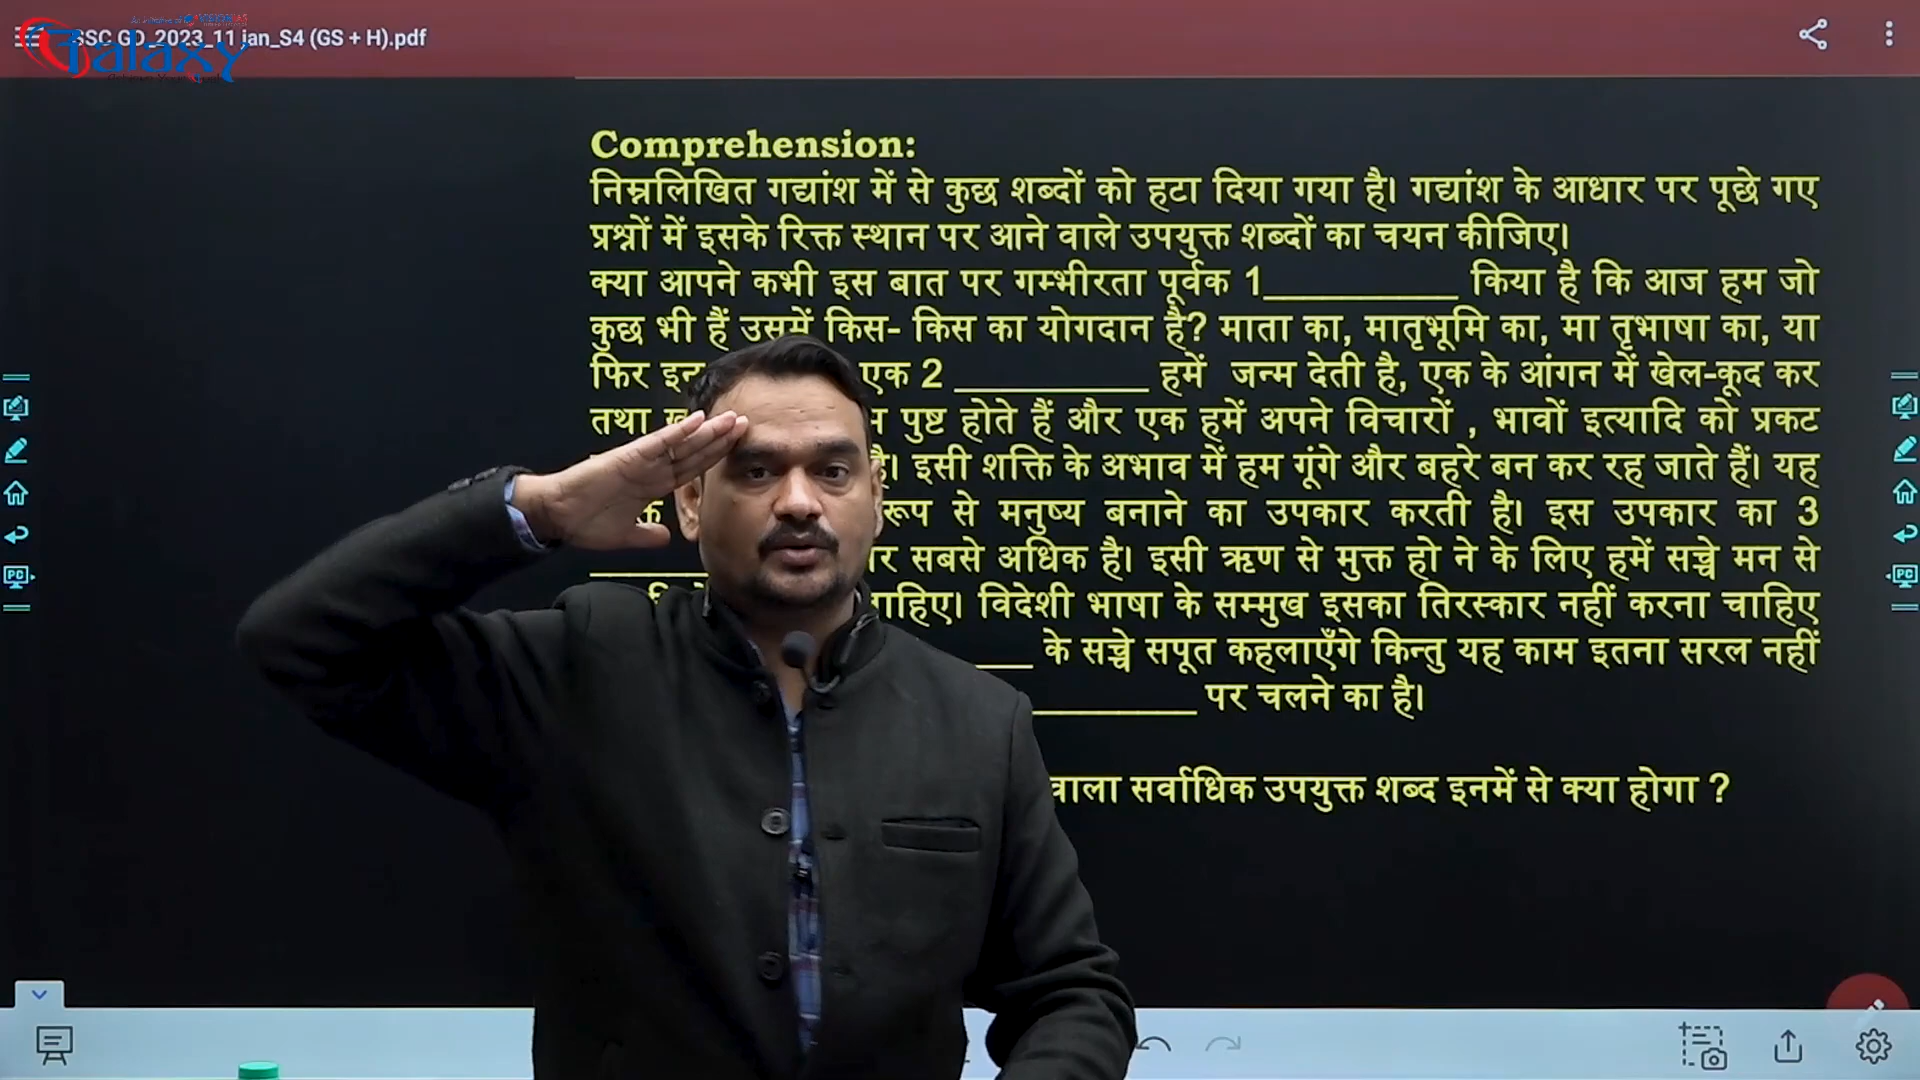 SSC GD_2023_11 jan_S4 (GS + H).pdf
Galaxy
Comprehension:
निम्नलिखित गद्यांश में से कुछ शब्दों को हटा दिया गया है। गद्यांश के आधार पर पूछे गए
प्रश्नों में इसके रिक्त स्थान पर आने वाले उपयुक्त शब्दों का चयन कीजिए।
क्या आपने कभी इस बात पर गम्भीरता पूर्वक 1__________ किया है कि आज हम जो
कुछ भी हैं उसमें किस- किस का योगदान है? माता का, मातृभूमि का, मा तृभाषा का, या
फिर एक 2 __________ हमें जन्म देती है, एक के आंगन में खेल-कूद कर
तथा पुष्ट होते हैं और एक हमें अपने विचारों , भावों इत्यादि को प्रकट
है। इसी शक्ति के अभाव में हम गूंगे और बहरे बन कर रह जाते हैं। यह
रूप से मनुष्य बनाने का उपकार करती है। इस उपकार का 3
सबसे अधिक है। इसी ऋण से मुक्त हो ने के लिए हमें सच्चे मन से
विदेशी भाषा के सम्मुख इसका तिरस्कार नहीं करना चाहिए
के सच्चे सपूत कहलाएँगे किन्तु यह काम इतना सरल नहीं
पर चलने का है।
वाला सर्वाधिक उपयुक्त शब्द इनमें से क्या होगा ?
PC
PC